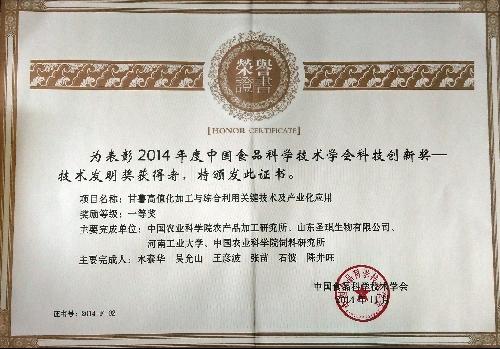 榮譽
證書
[HONOR CERTIFICATE]
为表彰2014年度中国食品科学技术学会科技创新奖—
技术发明奖获得者，特颁发此证书。
项目名称：甘薯高值化加工与综合利用关键技术及产业化应用
奖励等级：一等奖
主要完成单位：中国农业科学院农产品加工研究所、山东圣琪生物有限公司、
河南工业大学、中国农业科学院饲料研究所
主要完成人：木泰华 吴允山 王彦波 张苗 石波 陈井旺
中国食品科学技术学会
2014年11月
证书号：2014 F 02